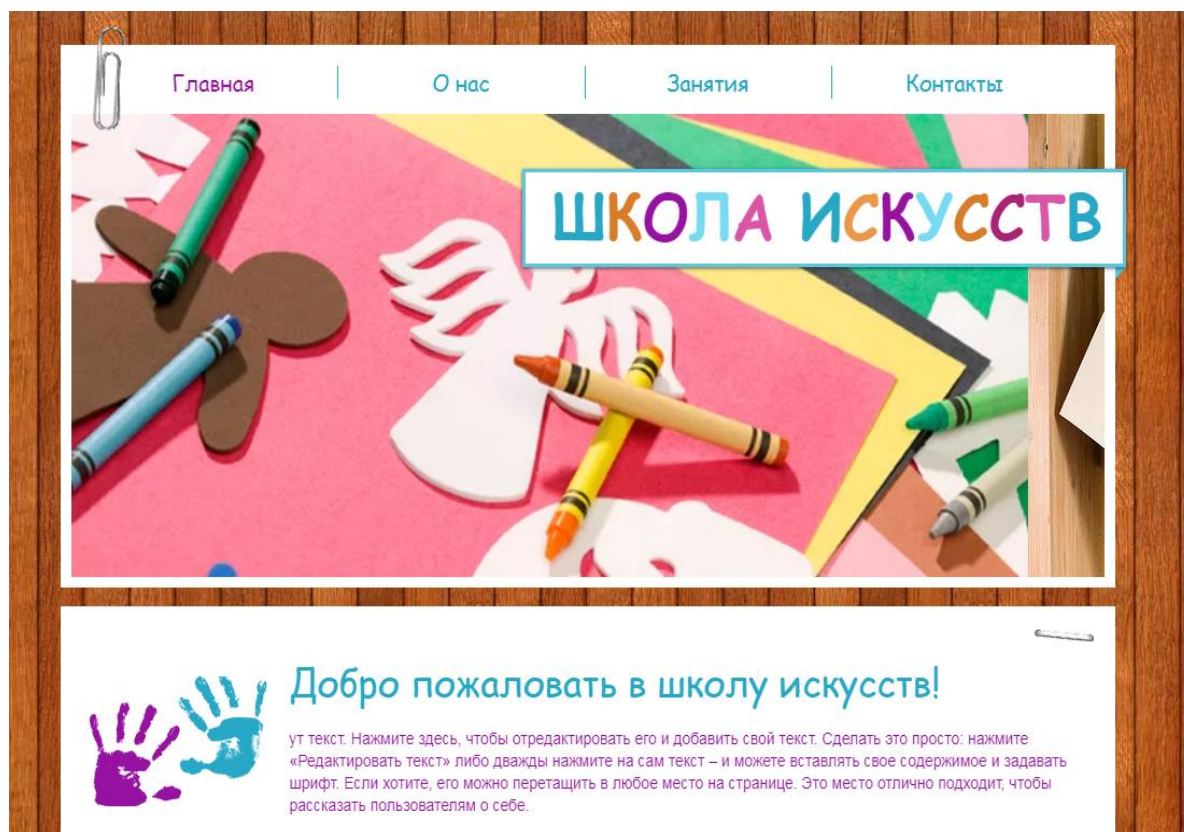 Главная О нас Занятия Контакты
ШКОЛА ИСКУССТВ
Добро пожаловать в школу искусств!
ут текст. Нажмите здесь, чтобы отредактировать его и добавить свой текст. Сделать это просто: нажмите
«Редактировать текст» либо дважды нажмите на сам текст – и можете вставлять свое содержимое и задавать
шрифт. Если хотите, его можно перетащить в любое место на странице. Это место отлично подходит, чтобы
рассказать пользователям о себе.